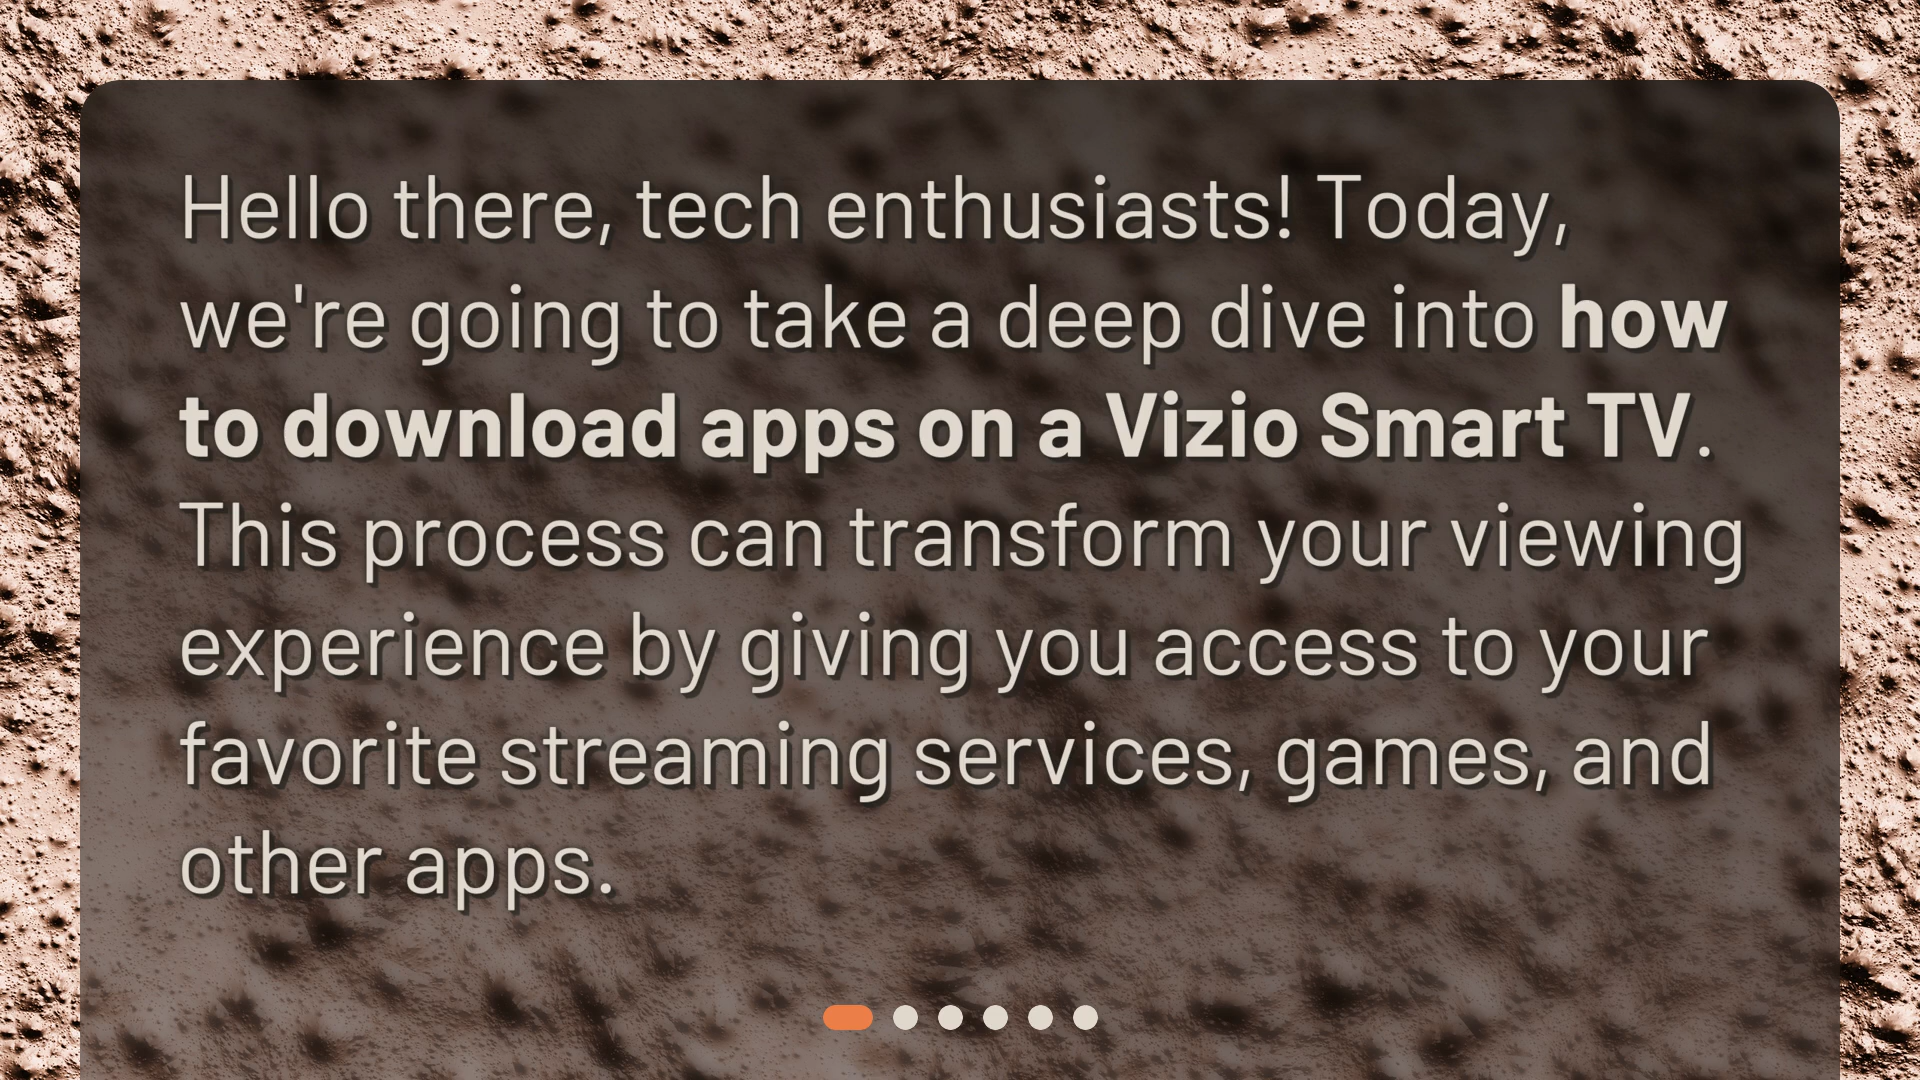 Hello there, tech enthusiasts! Today,
we're going to take a deep dive into how
to download apps on a Vizio Smart TV.
This process can transform your viewing
experience by giving you access to your
favorite streaming services, games, and
other apps.